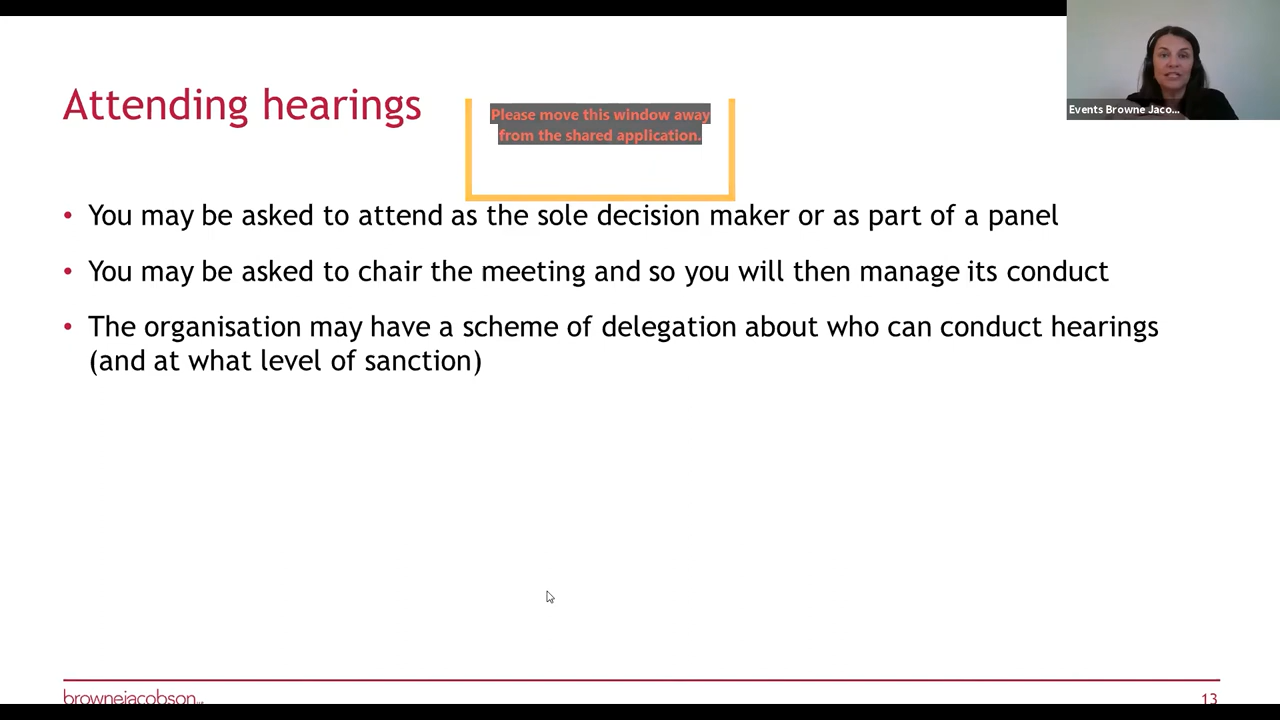 Attending hearings
Please move this window away
from the shared application.
Events Browne Jaco...
• You may be asked to attend as the sole decision maker or as part of a panel
• You may be asked to chair the meeting and so you will then manage its conduct
• The organisation may have a scheme of delegation about who can conduct hearings
(and at what level of sanction)
brownejacobson
13